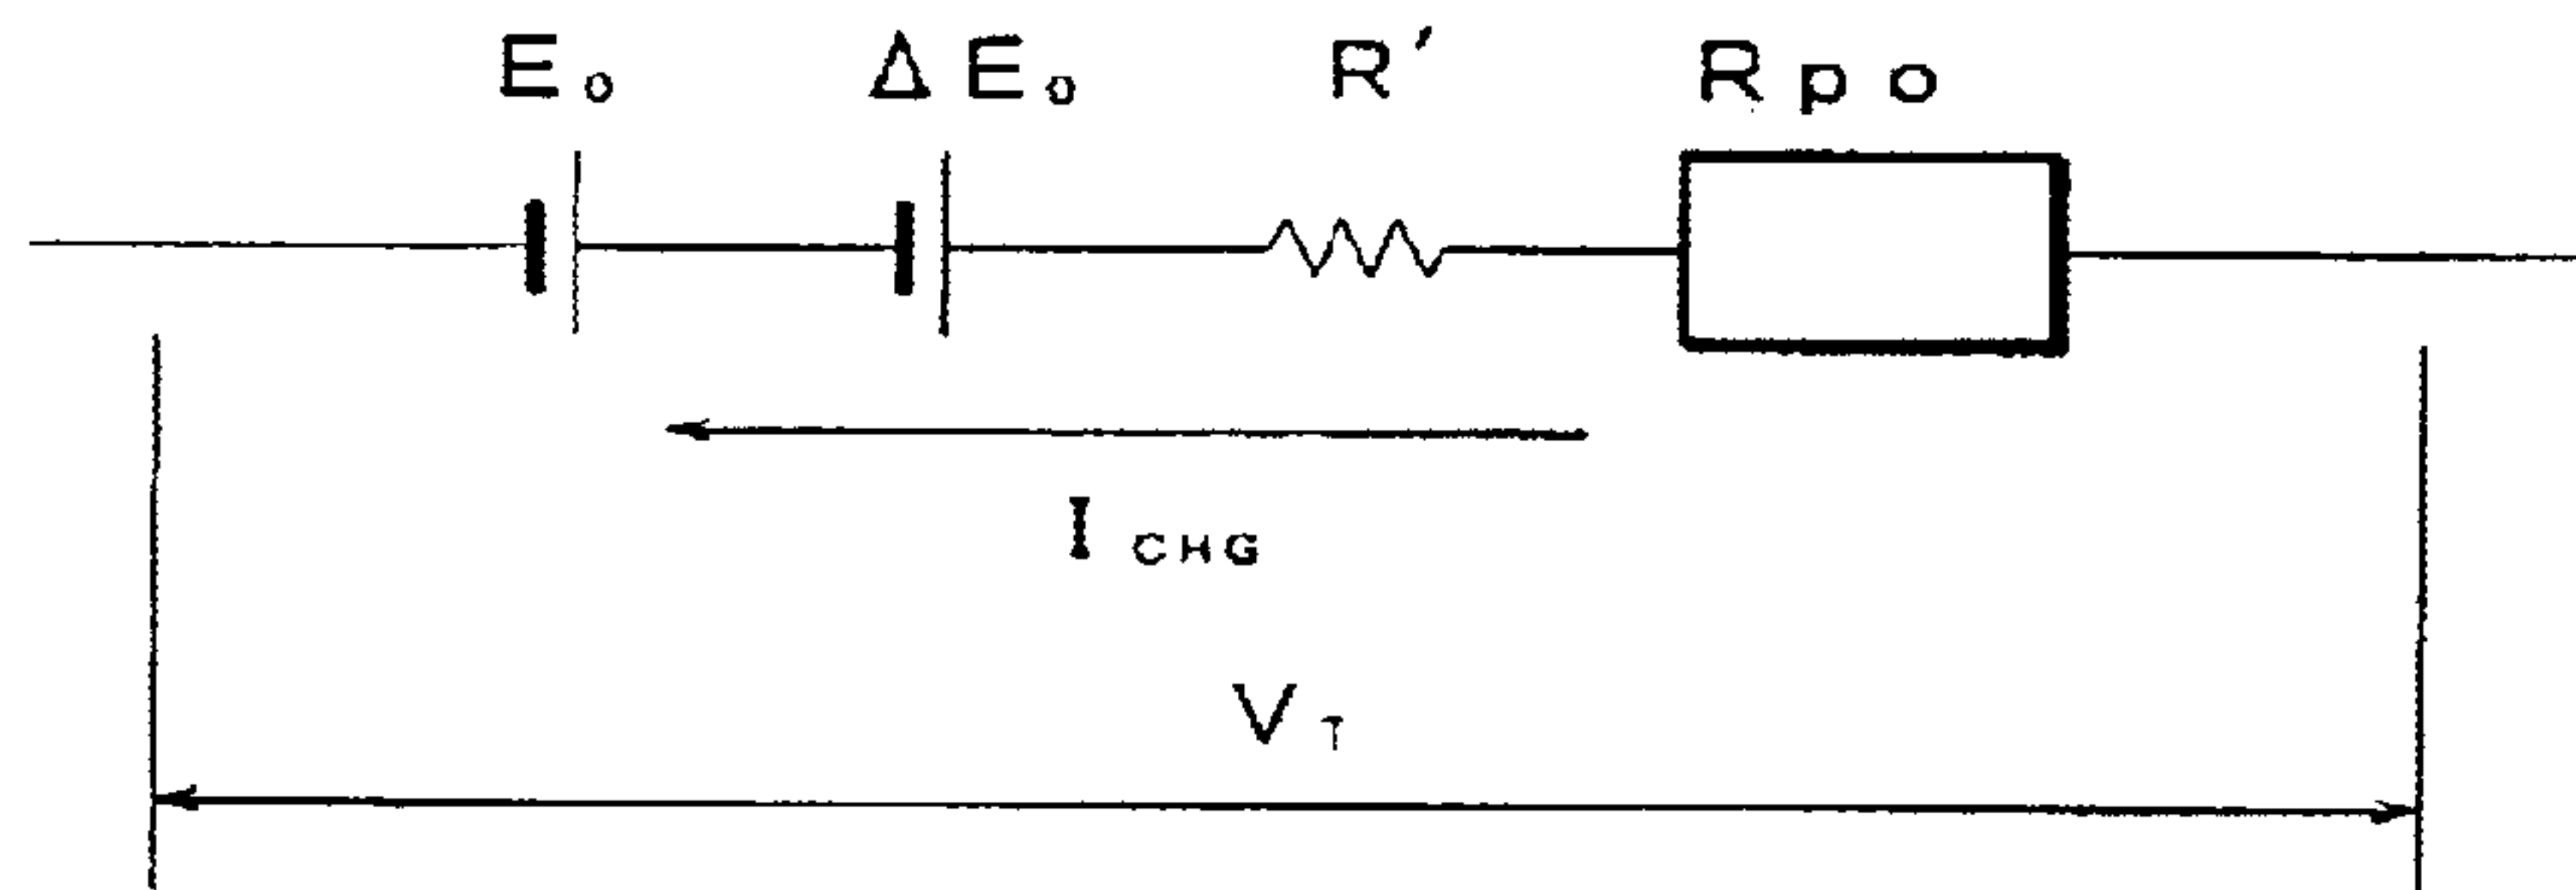 E₀ ΔE₀ R′ Rpo
I CHG
V T